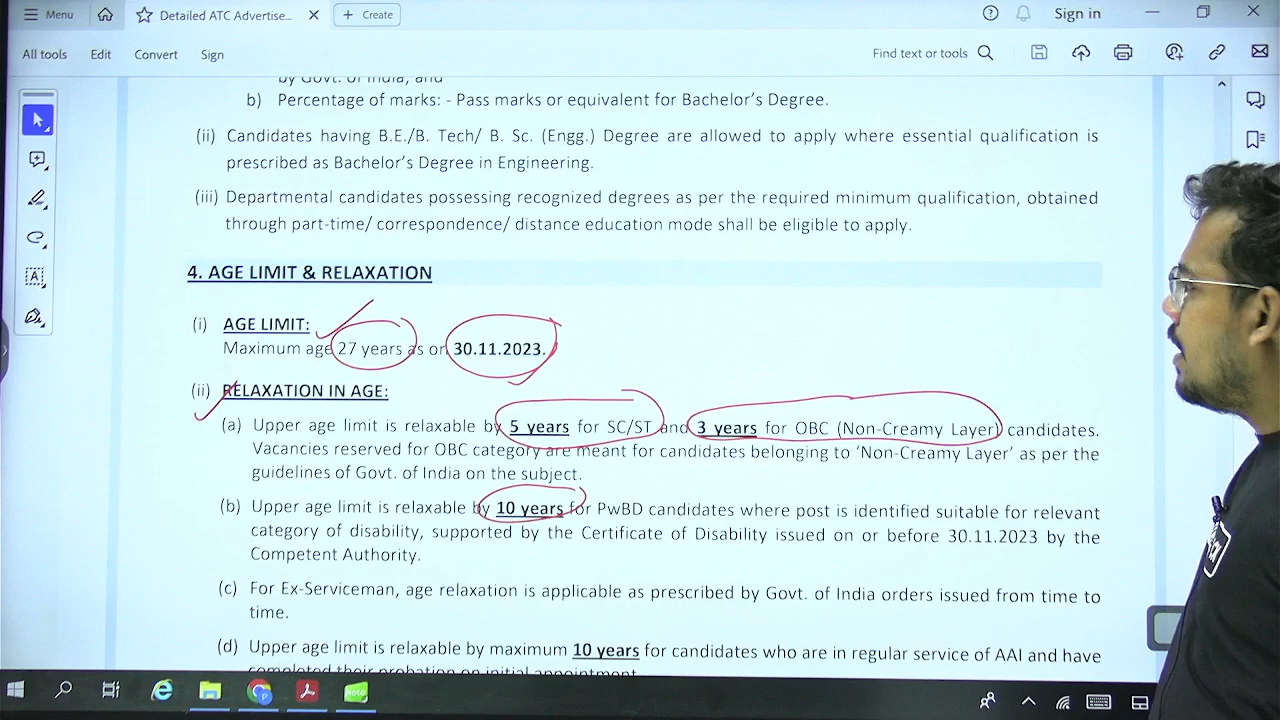 Menu
Detailed ATC Advertise...
Create
Sign in
All tools
Edit
Convert
Sign
Find text or tools
by Govt. of India, and
b) Percentage of marks: - Pass marks or equivalent for Bachelor's Degree.
(ii) Candidates having B.E./B. Tech/ B. Sc. (Engg.) Degree are allowed to apply where essential qualification is
prescribed as Bachelor's Degree in Engineering.
(iii) Departmental candidates possessing recognized degrees as per the required minimum qualification, obtained
through part-time/ correspondence/ distance education mode shall be eligible to apply.
4. AGE LIMIT & RELAXATION
(i) AGE LIMIT:
Maximum age 27 years as on 30.11.2023.
(ii) RELAXATION IN AGE:
(a) Upper age limit is relaxable by 5 years for SC/ST and 3 years for OBC (Non-Creamy Layer) candidates.
Vacancies reserved for OBC category are meant for candidates belonging to 'Non-Creamy Layer' as per the
guidelines of Govt. of India on the subject.
(b) Upper age limit is relaxable by 10 years for PwBD candidates where post is identified suitable for relevant
category of disability, supported by the Certificate of Disability issued on or before 30.11.2023 by the
Competent Authority.
(c) For Ex-Serviceman, age relaxation is applicable as prescribed by Govt. of India orders issued from time to
time.
(d) Upper age limit is relaxable by maximum 10 years for candidates who are in regular service of AAI and have
completed their probation on initial appointment.